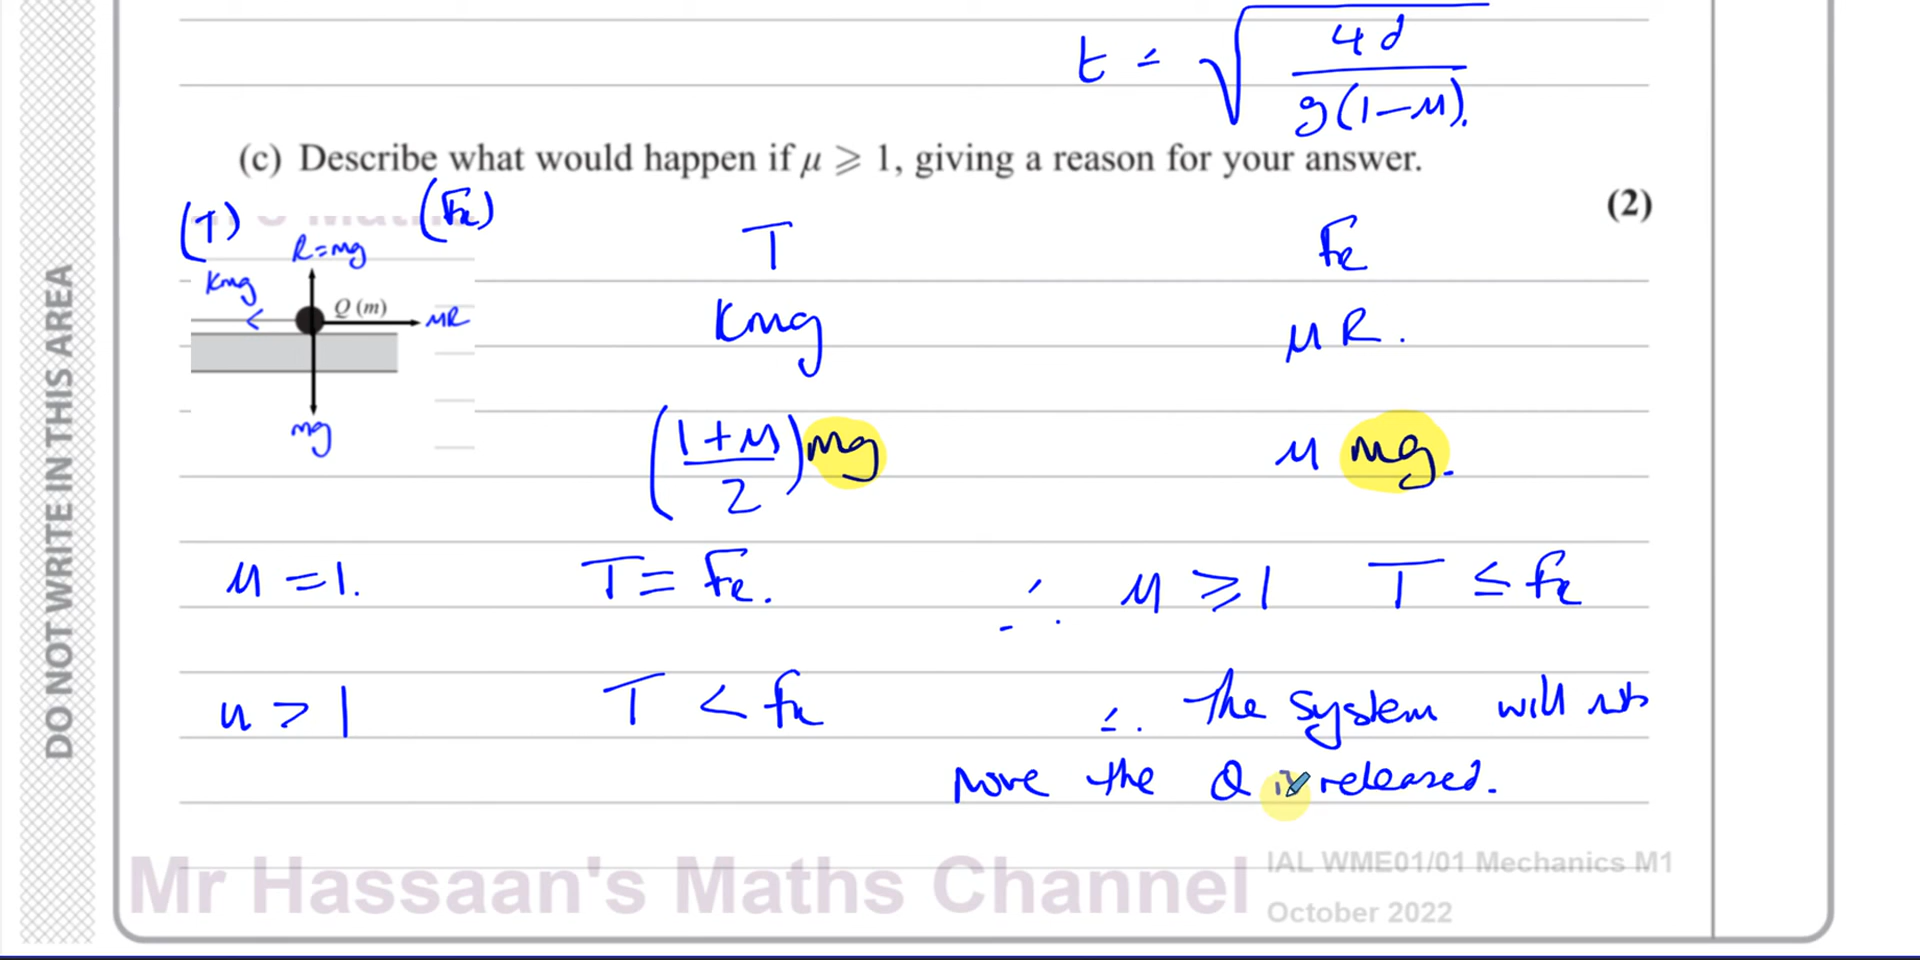 t = √(4d / g(1-μ)).
(c) Describe what would happen if μ ⩾ 1, giving a reason for your answer.
(2)
(T) (Fr)
R=mg T Fr
Kmg Q (m) μR Kmg μR.
mg ((1+μ)/2)mg μ mg.
μ =1. T = Fr. ∴ μ ⩾ 1 T ≤ Fr
μ > 1 T < Fr ∴ The system will not
move the Q is released.
DO NOT WRITE IN THIS AREA
Mr Hassaan's Maths Channel
IAL WME01/01 Mechanics M1
October 2022